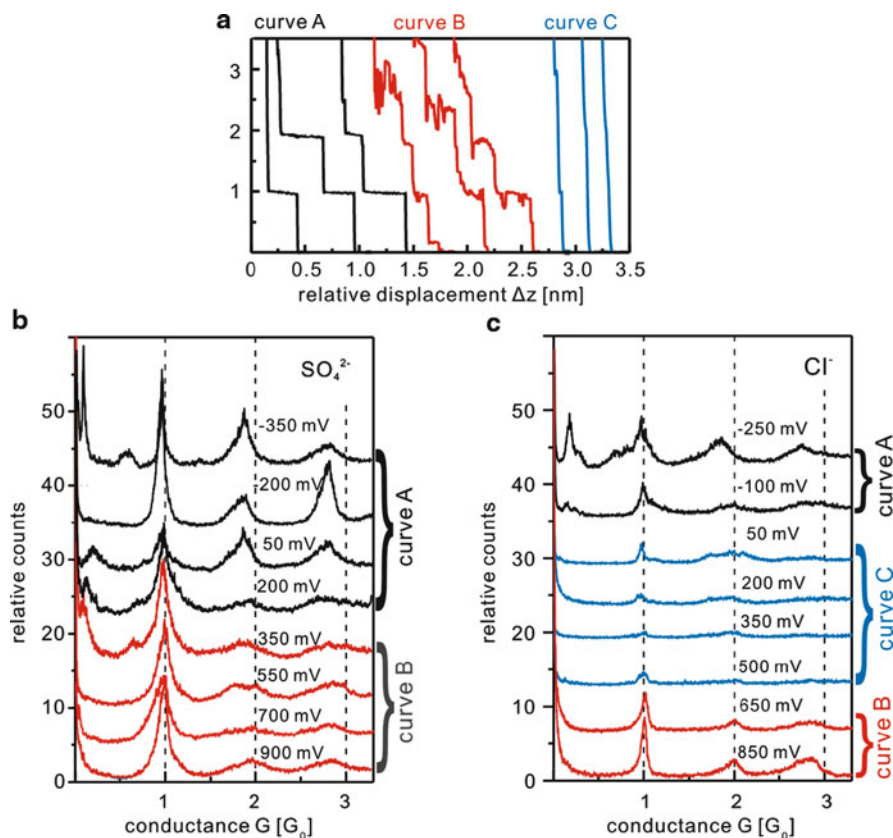 a
curve A
curve B
curve C
3
2
1
0
0.5
1.0
1.5
2.0
2.5
3.0
3.5
relative displacement Δz [nm]
b
SO₄²⁻
50
40
30
20
10
0
relative counts
-350 mV
-200 mV
50 mV
200 mV
350 mV
550 mV
700 mV
900 mV
curve A
curve B
1
2
3
conductance G [G₀]
c
Cl⁻
50
40
30
20
10
0
relative counts
-250 mV
-100 mV
50 mV
200 mV
350 mV
500 mV
650 mV
850 mV
curve A
curve C
curve B
1
2
3
conductance G [G₀]